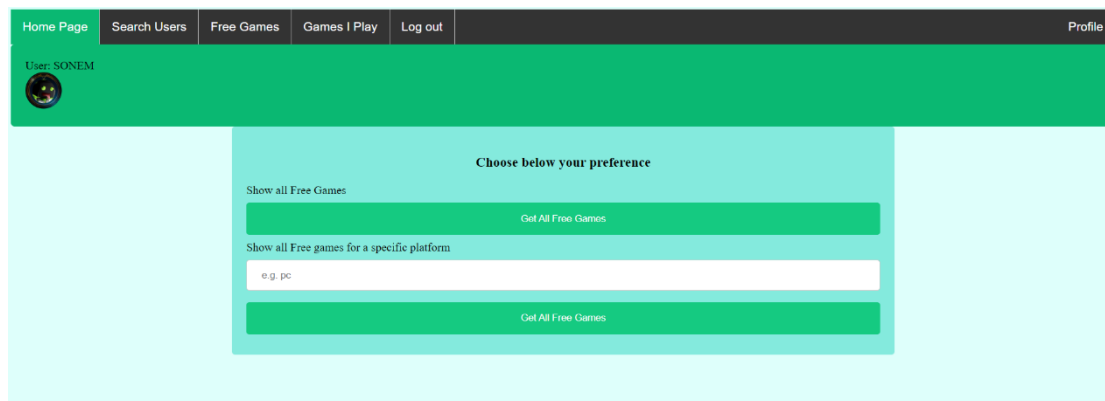 Home Page Search Users Free Games Games I Play Log out Profile
User: SONEM
Choose below your preference
Show all Free Games
Get All Free Games
Show all Free games for a specific platform
e.g. pc
Get All Free Games